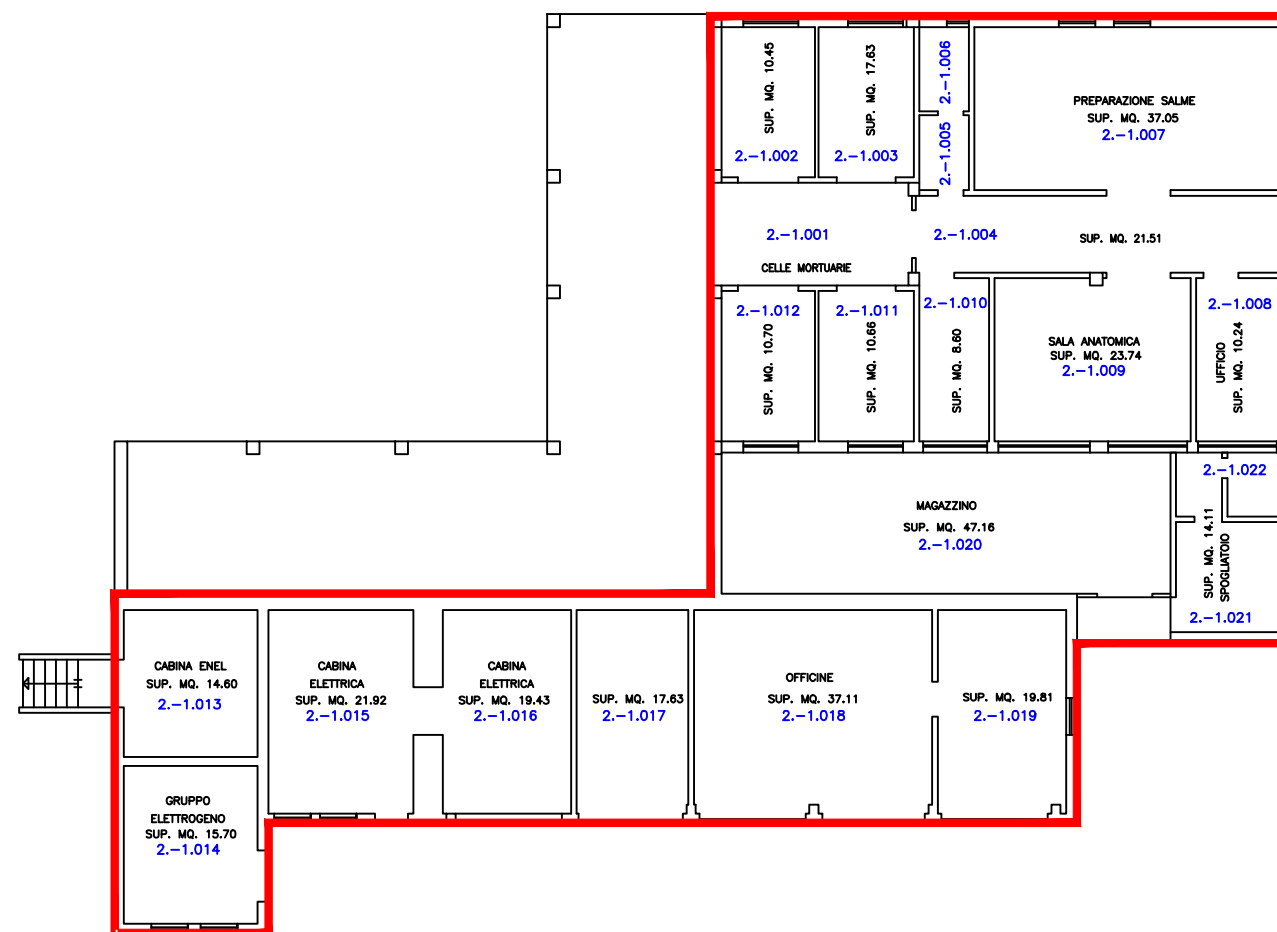 SUP. MQ. 10.45
2.-1.002
SUP. MQ. 17.63
2.-1.003
2.-1.006
2.-1.005
PREPARAZIONE SALME
SUP. MQ. 37.05
2.-1.007
2.-1.001
2.-1.004
SUP. MQ. 21.51
CELLE MORTUARIE
2.-1.012
SUP. MQ. 10.70
2.-1.011
SUP. MQ. 10.66
2.-1.010
SUP. MQ. 8.60
SALA ANATOMICA
SUP. MQ. 23.74
2.-1.009
2.-1.008
UFFICIO
SUP. MQ. 10.24
MAGAZZINO
SUP. MQ. 47.16
2.-1.020
2.-1.022
SUP. MQ. 14.11
SPOGLIATOIO
2.-1.021
CABINA ENEL
SUP. MQ. 14.60
2.-1.013
CABINA
ELETTRICA
SUP. MQ. 21.92
2.-1.015
CABINA
ELETTRICA
SUP. MQ. 19.43
2.-1.016
SUP. MQ. 17.63
2.-1.017
OFFICINE
SUP. MQ. 37.11
2.-1.018
SUP. MQ. 19.81
2.-1.019
GRUPPO
ELETTROGENO
SUP. MQ. 15.70
2.-1.014